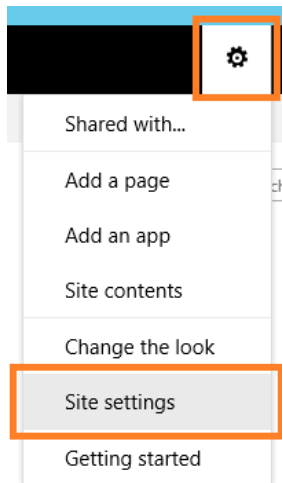 Shared with...
Add a page
Add an app
Site contents
Change the look
Site settings
Getting started